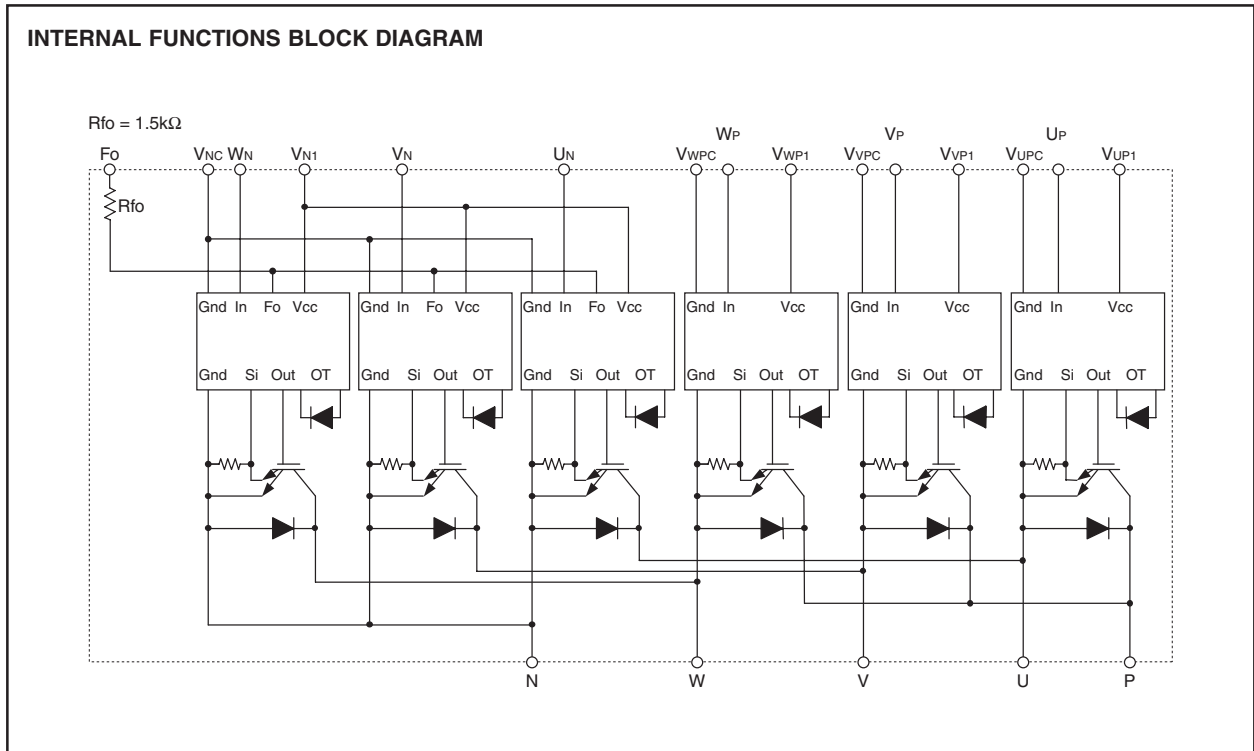 INTERNAL FUNCTIONS BLOCK DIAGRAM
Rfo = 1.5kΩ
WP VP UP
Fo VNC WN VN1 VN UN VWPC VWP1 VVPC VVP1 VUPC VUP1
Rfo
Gnd In Fo Vcc Gnd In Fo Vcc Gnd In Fo Vcc Gnd In Vcc Gnd In Vcc Gnd In Vcc
Gnd Si Out OT Gnd Si Out OT Gnd Si Out OT Gnd Si Out OT Gnd Si Out OT Gnd Si Out OT
N W V U P